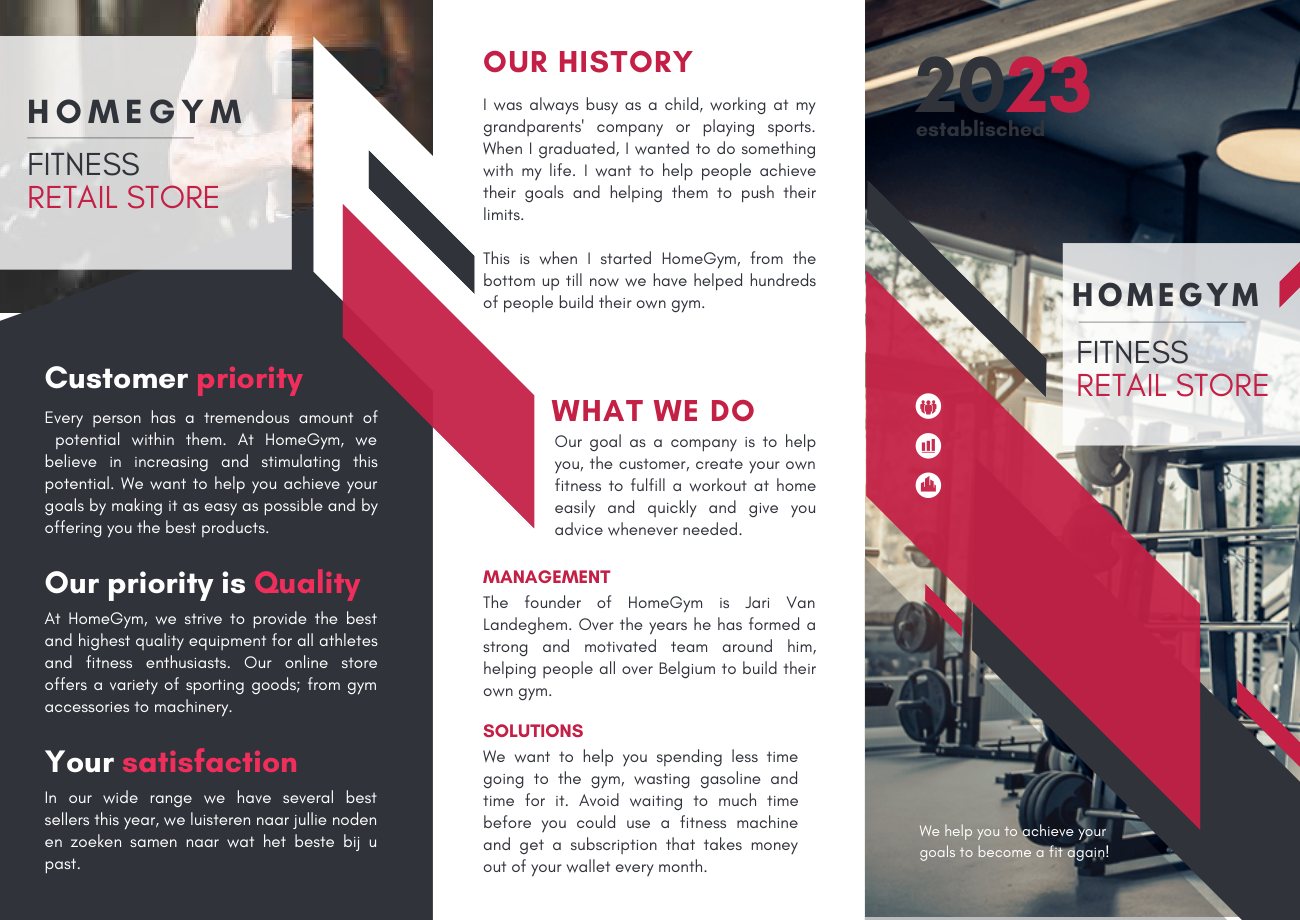 HOMEGYM
FITNESS
RETAIL STORE
Customer priority
Every person has a tremendous amount of
potential within them. At HomeGym, we
believe in increasing and stimulating this
potential. We want to help you achieve your
goals by making it as easy as possible and by
offering you the best products.
Our priority is Quality
At HomeGym, we strive to provide the best
and highest quality equipment for all athletes
and fitness enthusiasts. Our online store
offers a variety of sporting goods; from gym
accessories to machinery.
Your satisfaction
In our wide range we have several best
sellers this year, we luisteren naar jullie noden
en zoeken samen naar wat het beste bij u
past.
OUR HISTORY
I was always busy as a child, working at my
grandparents' company or playing sports.
When I graduated, I wanted to do something
with my life. I want to help people achieve
their goals and helping them to push their
limits.
This is when I started HomeGym, from the
bottom up till now we have helped hundreds
of people build their own gym.
WHAT WE DO
Our goal as a company is to help
you, the customer, create your own
fitness to fulfill a workout at home
easily and quickly and give you
advice whenever needed.
MANAGEMENT
The founder of HomeGym is Jari Van
Landeghem. Over the years he has formed a
strong and motivated team around him,
helping people all over Belgium to build their
own gym.
SOLUTIONS
We want to help you spending less time
going to the gym, wasting gasoline and
time for it. Avoid waiting to much time
before you could use a fitness machine
and get a subscription that takes money
out of your wallet every month.
2023
establisched
HOMEGYM
FITNESS
RETAIL STORE
We help you to achieve your
goals to become a fit again!